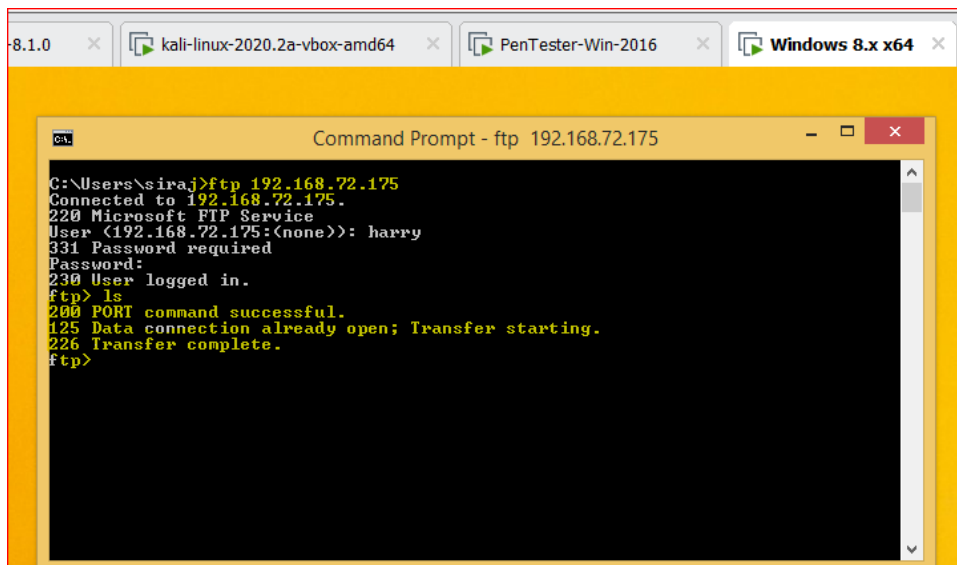 -8.1.0
kali-linux-2020.2a-vbox-amd64
PenTester-Win-2016
Windows 8.x x64
C:\.
Command Prompt - ftp 192.168.72.175
C:\Users\siraj>ftp 192.168.72.175
Connected to 192.168.72.175.
220 Microsoft FTP Service
User (192.168.72.175:(none)): harry
331 Password required
Password:
230 User logged in.
ftp> ls
200 PORT command successful.
125 Data connection already open; Transfer starting.
226 Transfer complete.
ftp>